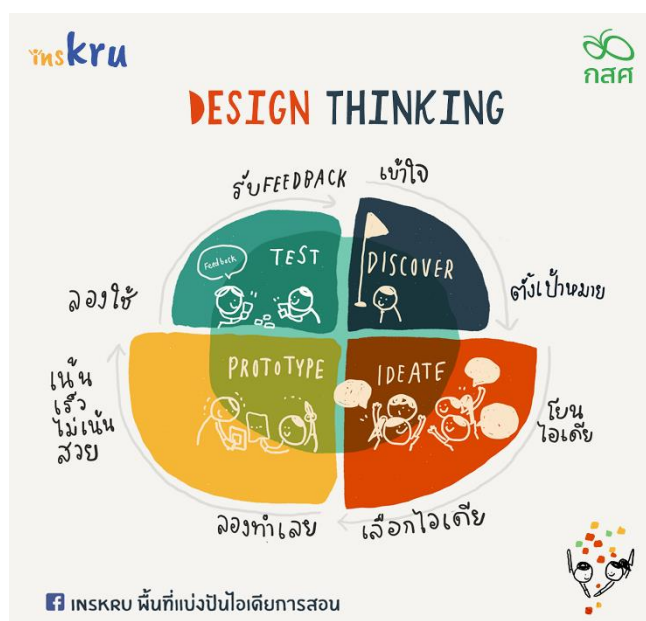 inskru
กสศ
DESIGN THINKING
รับFEEDBACK
เข้าใจ
Feedback
TEST
DISCOVER
ลองใช้
ตั้งเป้าหมาย
PROTOTYPE
IDEATE
เน้น
เร็ว
ไม่เน้น
สวย
โยน
ไอเดีย
ลองทำเลย
เลือกไอเดีย
INSKRU พื้นที่แบ่งปันไอเดียการสอน